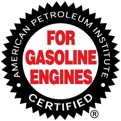 AMERICAN PETROLEUM INSTITUTE
FOR
GASOLINE
ENGINES
CERTIFIED
®